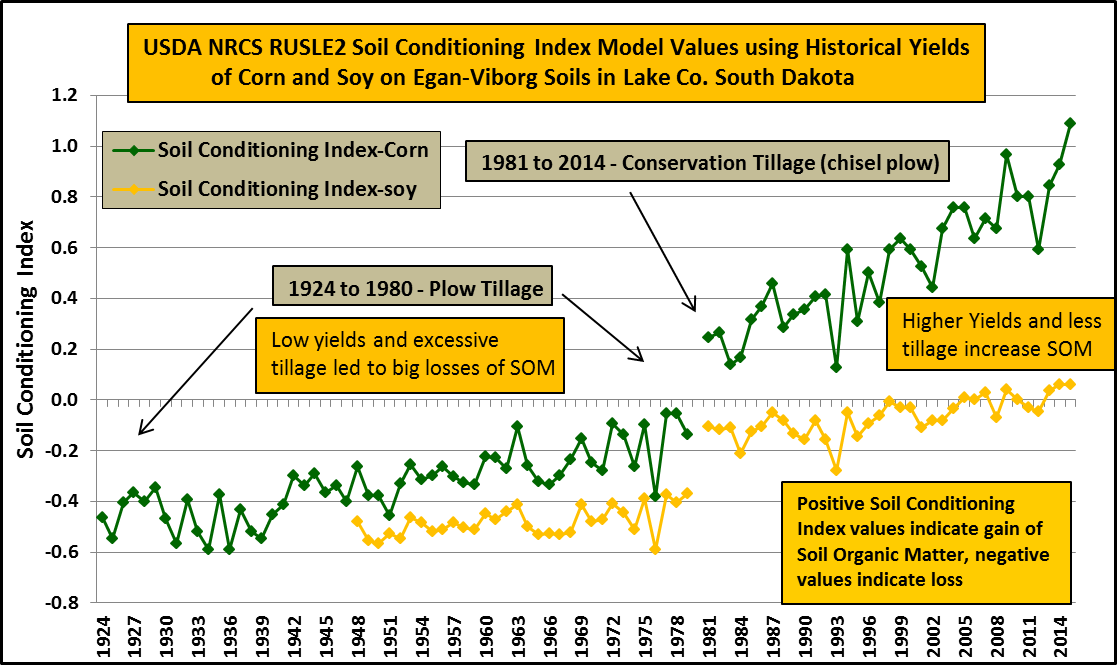 USDA NRCS RUSLE2 Soil Conditioning Index Model Values using Historical Yields
of Corn and Soy on Egan-Viborg Soils in Lake Co. South Dakota
Soil Conditioning Index
1.2
1.0
0.8
0.6
0.4
0.2
0.0
-0.2
-0.4
-0.6
-0.8
Soil Conditioning Index-Corn
Soil Conditioning Index-soy
1981 to 2014 - Conservation Tillage (chisel plow)
1924 to 1980 - Plow Tillage
Low yields and excessive
tillage led to big losses of SOM
Higher Yields and less
tillage increase SOM
Positive Soil Conditioning
Index values indicate gain of
Soil Organic Matter, negative
values indicate loss
1924
1927
1930
1933
1936
1939
1942
1945
1948
1951
1954
1957
1960
1963
1966
1969
1972
1975
1978
1981
1984
1987
1990
1993
1996
1999
2002
2005
2008
2011
2014